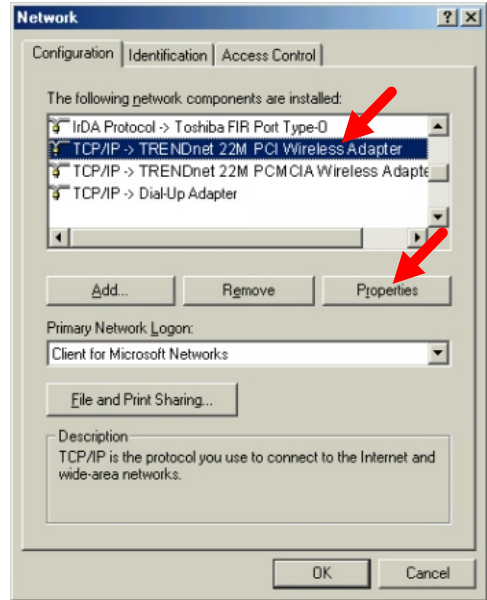 Network
Configuration Identification Access Control
The following network components are installed:
IrDA Protocol -> Toshiba FIR Port Type-O
TCP/IP -> TRENDnet 22M PCI Wireless Adapter
TCP/IP -> TRENDnet 22M PCMCIA Wireless Adapte
TCP/IP -> Dial-Up Adapter
Add... Remove Properties
Primary Network Logon:
Client for Microsoft Networks
File and Print Sharing...
Description
TCP/IP is the protocol you use to connect to the Internet and
wide-area networks.
OK Cancel